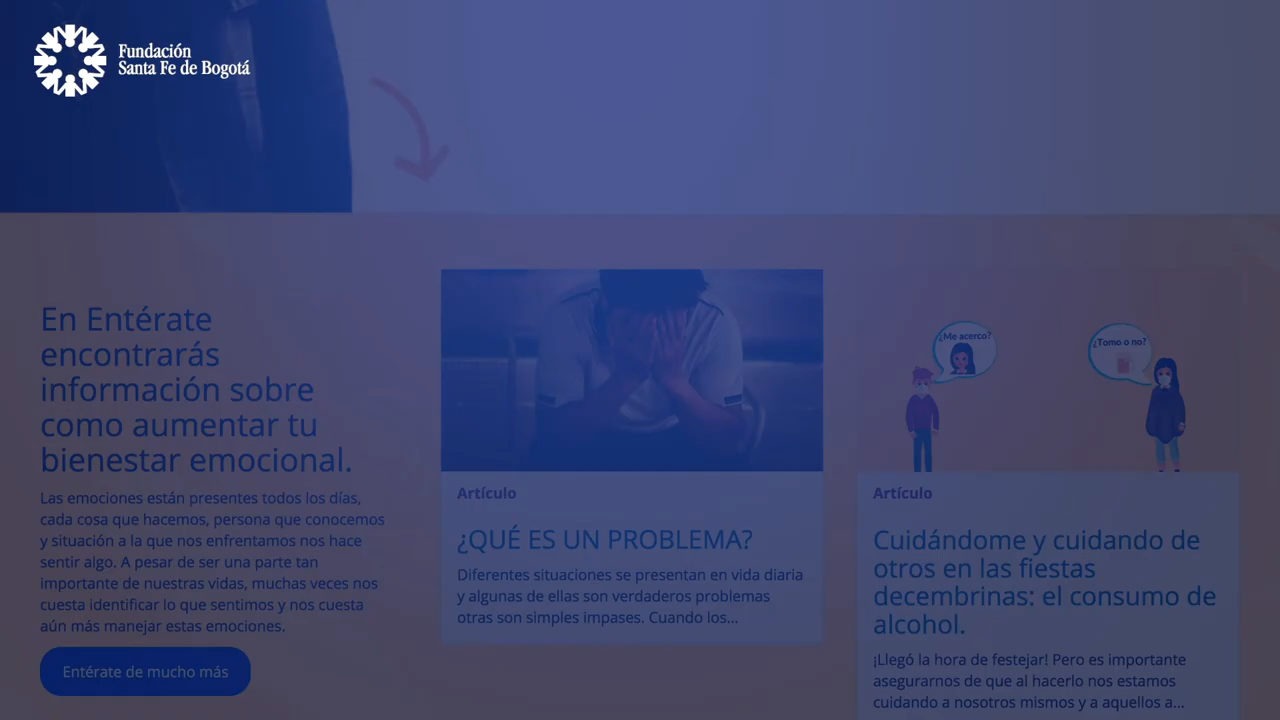 Fundación
Santa Fe de Bogotá
En Entérate
encontrarás
información sobre
como aumentar tu
bienestar emocional.
Las emociones están presentes todos los días,
cada cosa que hacemos, persona que conocemos
y situación a la que nos enfrentamos nos hace
sentir algo. A pesar de ser una parte tan
importante de nuestras vidas, muchas veces nos
cuesta identificar lo que sentimos y nos cuesta
aún más manejar estas emociones.
Entérate de mucho más
Artículo
¿QUÉ ES UN PROBLEMA?
Diferentes situaciones se presentan en vida diaria
y algunas de ellas son verdaderos problemas
otras son simples impases. Cuando los...
¿Me acerco?
¿Tomo o no?
Artículo
Cuidándome y cuidando de
otros en las fiestas
decembrinas: el consumo de
alcohol.
¡Llegó la hora de festejar! Pero es importante
asegurarnos de que al hacerlo nos estamos
cuidando a nosotros mismos y a aquellos a...